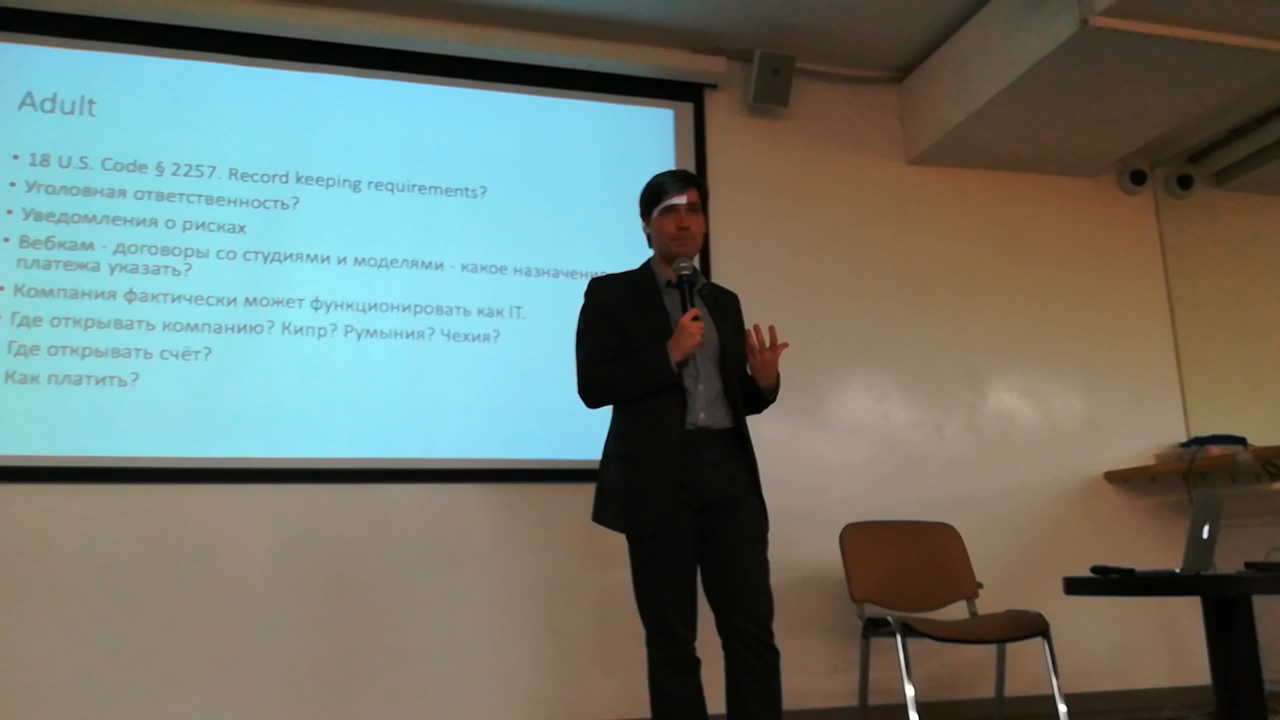 Adult
• 18 U.S. Code § 2257. Record keeping requirements?
• Уголовная ответственность?
• Уведомления о рисках
• Вебкам - договоры со студиями и моделями - какое назначение
платежа указать?
• Компания фактически может функционировать как IT.
• Где открывать компанию? Кипр? Румыния? Чехия?
Где открывать счёт?
Как платить?